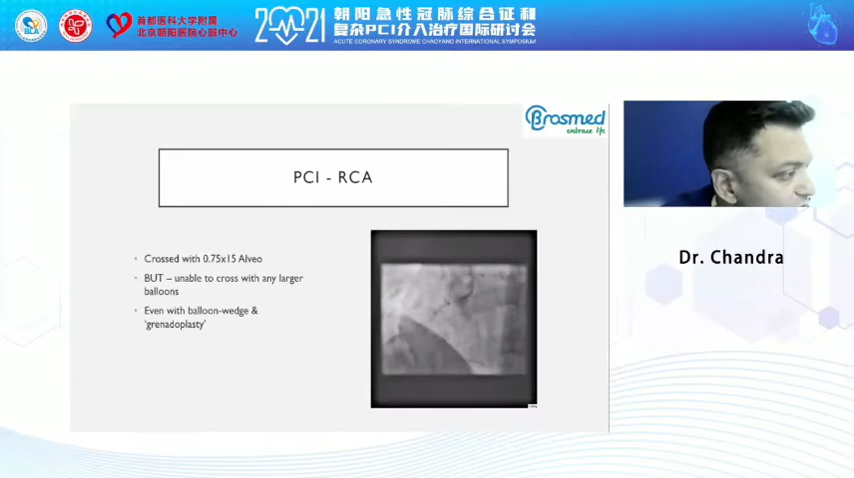 BLA
首都医科大学附属
北京朝阳医院心脏中心
2021
朝阳急性冠脉综合征和
复杂PCI介入治疗国际研讨会
ACUTE CORONARY SYNDROME CHAOYANG INTERNATIONAL SYMPOSIUM
Brosmed
embrace life
PCI - RCA
• Crossed with 0.75x15 Alveo
• BUT – unable to cross with any larger
balloons
• Even with balloon-wedge &
‘grenadoplasty’
Dr. Chandra